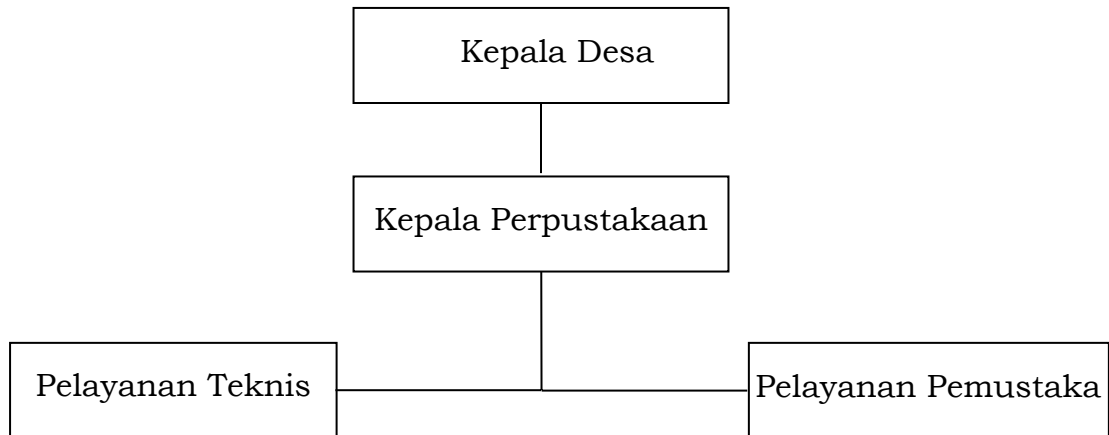 Kepala Desa
Kepala Perpustakaan
Pelayanan Teknis
Pelayanan Pemustaka